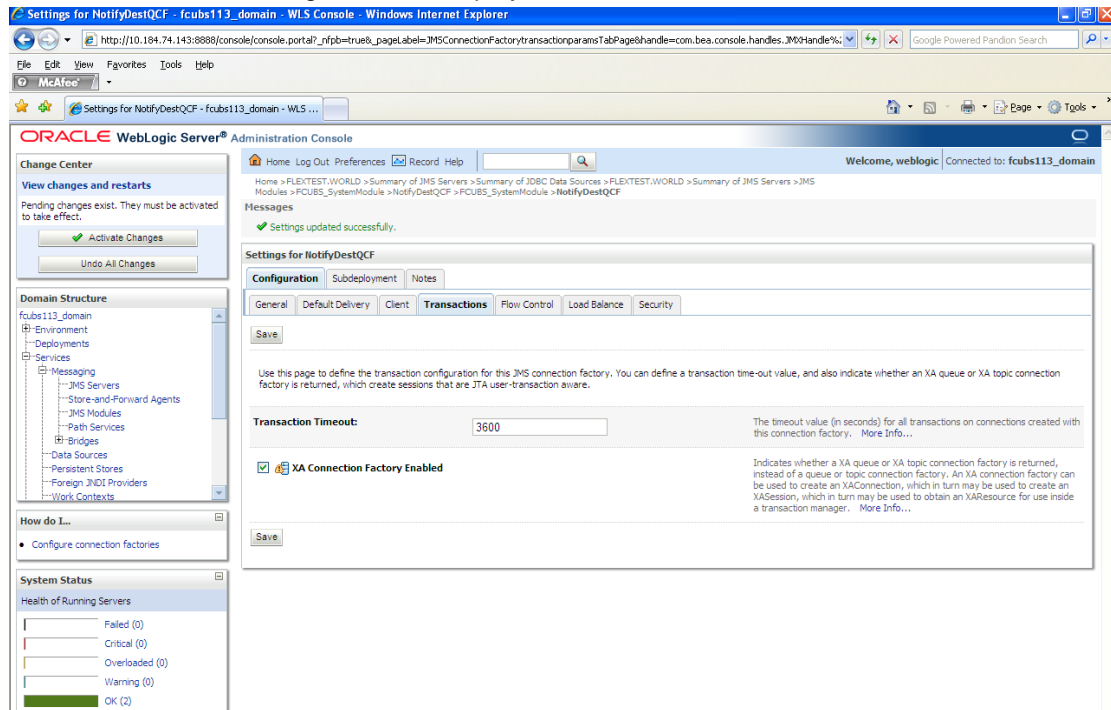 Settings for NotifyDestQCF - fcubs113_domain - WLS Console - Windows Internet Explorer
http://10.184.74.143:8888/console/console.portal?_nfpb=true&_pageLabel=JMSConnectionFactorytransactionparamsTabPage&handle=com.bea.console.handles.JMXHandle%
Google Powered Pandion Search
File Edit View Favorites Tools Help
McAfee
Settings for NotifyDestQCF - fcubs113_domain - WLS ...
Page Tools
ORACLE WebLogic Server® Administration Console
Change Center
View changes and restarts
Pending changes exist. They must be activated
to take effect.
Activate Changes
Undo All Changes
Domain Structure
fcubs113_domain
Environment
Deployments
Services
Messaging
JMS Servers
Store-and-Forward Agents
JMS Modules
Path Services
Bridges
Data Sources
Persistent Stores
Foreign JNDI Providers
Work Contexts
How do I...
Configure connection factories
System Status
Health of Running Servers
Failed (0)
Critical (0)
Overloaded (0)
Warning (0)
OK (2)
Home Log Out Preferences Record Help
Welcome, weblogic Connected to: fcubs113_domain
Home >FLEXTEST.WORLD >Summary of JMS Servers >Summary of JDBC Data Sources >FLEXTEST.WORLD >Summary of JMS Servers >JMS
Modules >FCUBS_SystemModule >NotifyDestQCF >FCUBS_SystemModule >NotifyDestQCF
Messages
Settings updated successfully.
Settings for NotifyDestQCF
Configuration Subdeployment Notes
General Default Delivery Client Transactions Flow Control Load Balance Security
Save
Use this page to define the transaction configuration for this JMS connection factory. You can define a transaction time-out value, and also indicate whether an XA queue or XA topic connection
factory is returned, which create sessions that are JTA user-transaction aware.
Transaction Timeout:
3600
The timeout value (in seconds) for all transactions on connections created with
this connection factory. More Info...
XA Connection Factory Enabled
Indicates whether a XA queue or XA topic connection factory is returned,
instead of a queue or topic connection factory. An XA connection factory can
be used to create an XAConnection, which in turn may be used to create an
XASession, which in turn may be used to obtain an XAResource for use inside
a transaction manager. More Info...
Save